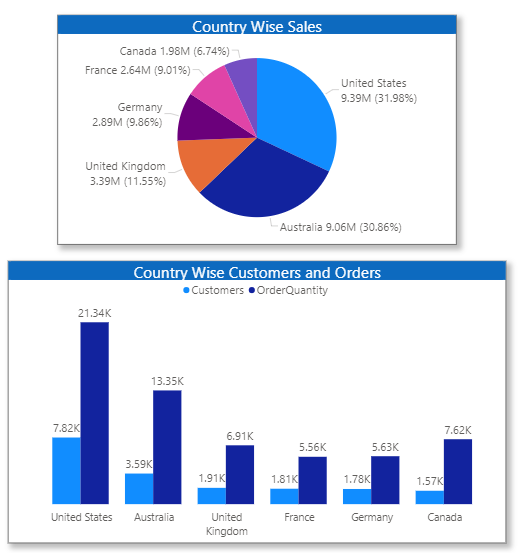 Country Wise Sales
Canada 1.98M (6.74%)
France 2.64M (9.01%)
United States
9.39M (31.98%)
Germany
2.89M (9.86%)
United Kingdom
3.39M (11.55%)
Australia 9.06M (30.86%)
Country Wise Customers and Orders
Customers OrderQuantity
21.34K
13.35K
7.82K
7.62K
6.91K
5.56K
5.63K
3.59K
1.91K
1.81K
1.78K
1.57K
United States
Australia
United
Kingdom
France
Germany
Canada